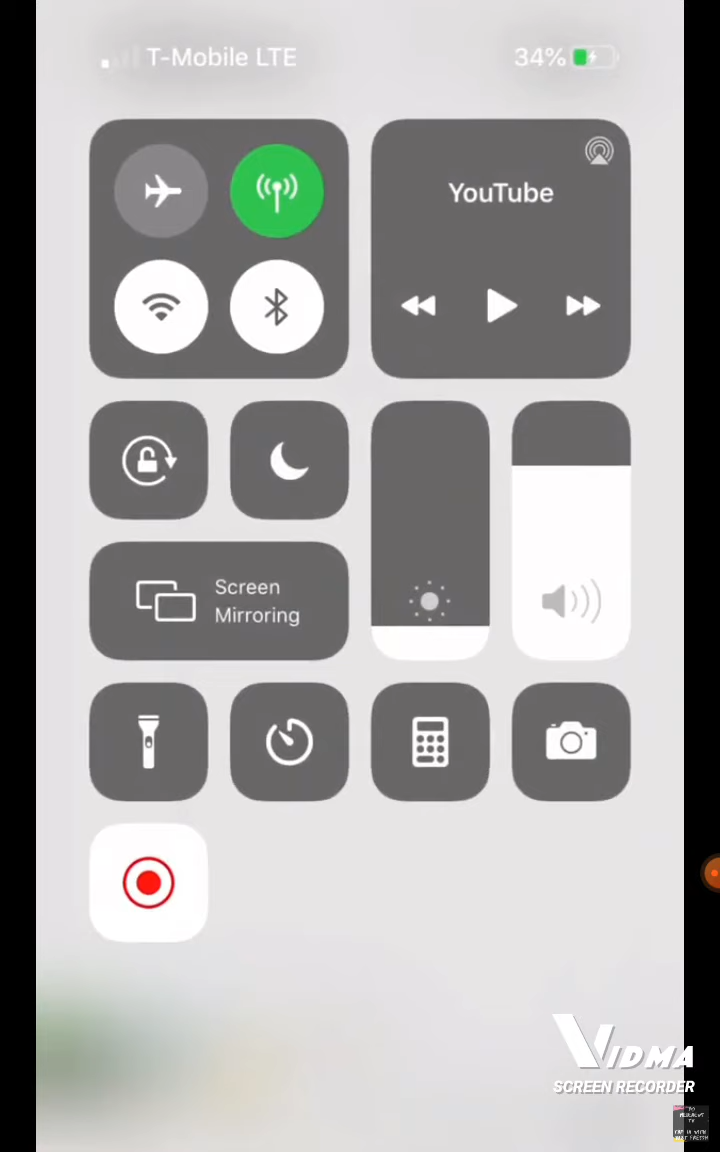 T-Mobile LTE
34%
YouTube
Screen
Mirroring
VIDMA
SCREEN RECORDER